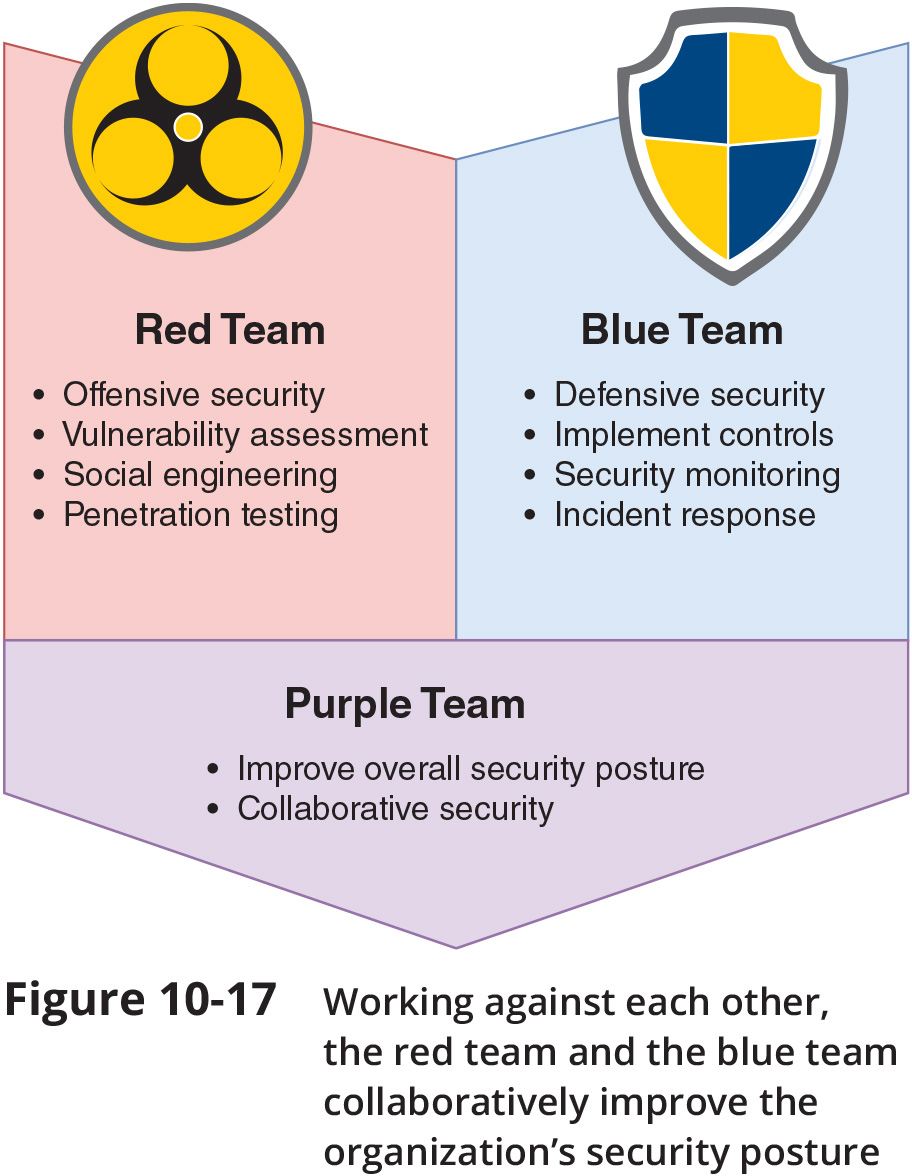 Red Team
• Offensive security
• Vulnerability assessment
• Social engineering
• Penetration testing
Blue Team
• Defensive security
• Implement controls
• Security monitoring
• Incident response
Purple Team
• Improve overall security posture
• Collaborative security
Figure 10-17 Working against each other,
the red team and the blue team
collaboratively improve the
organization’s security posture